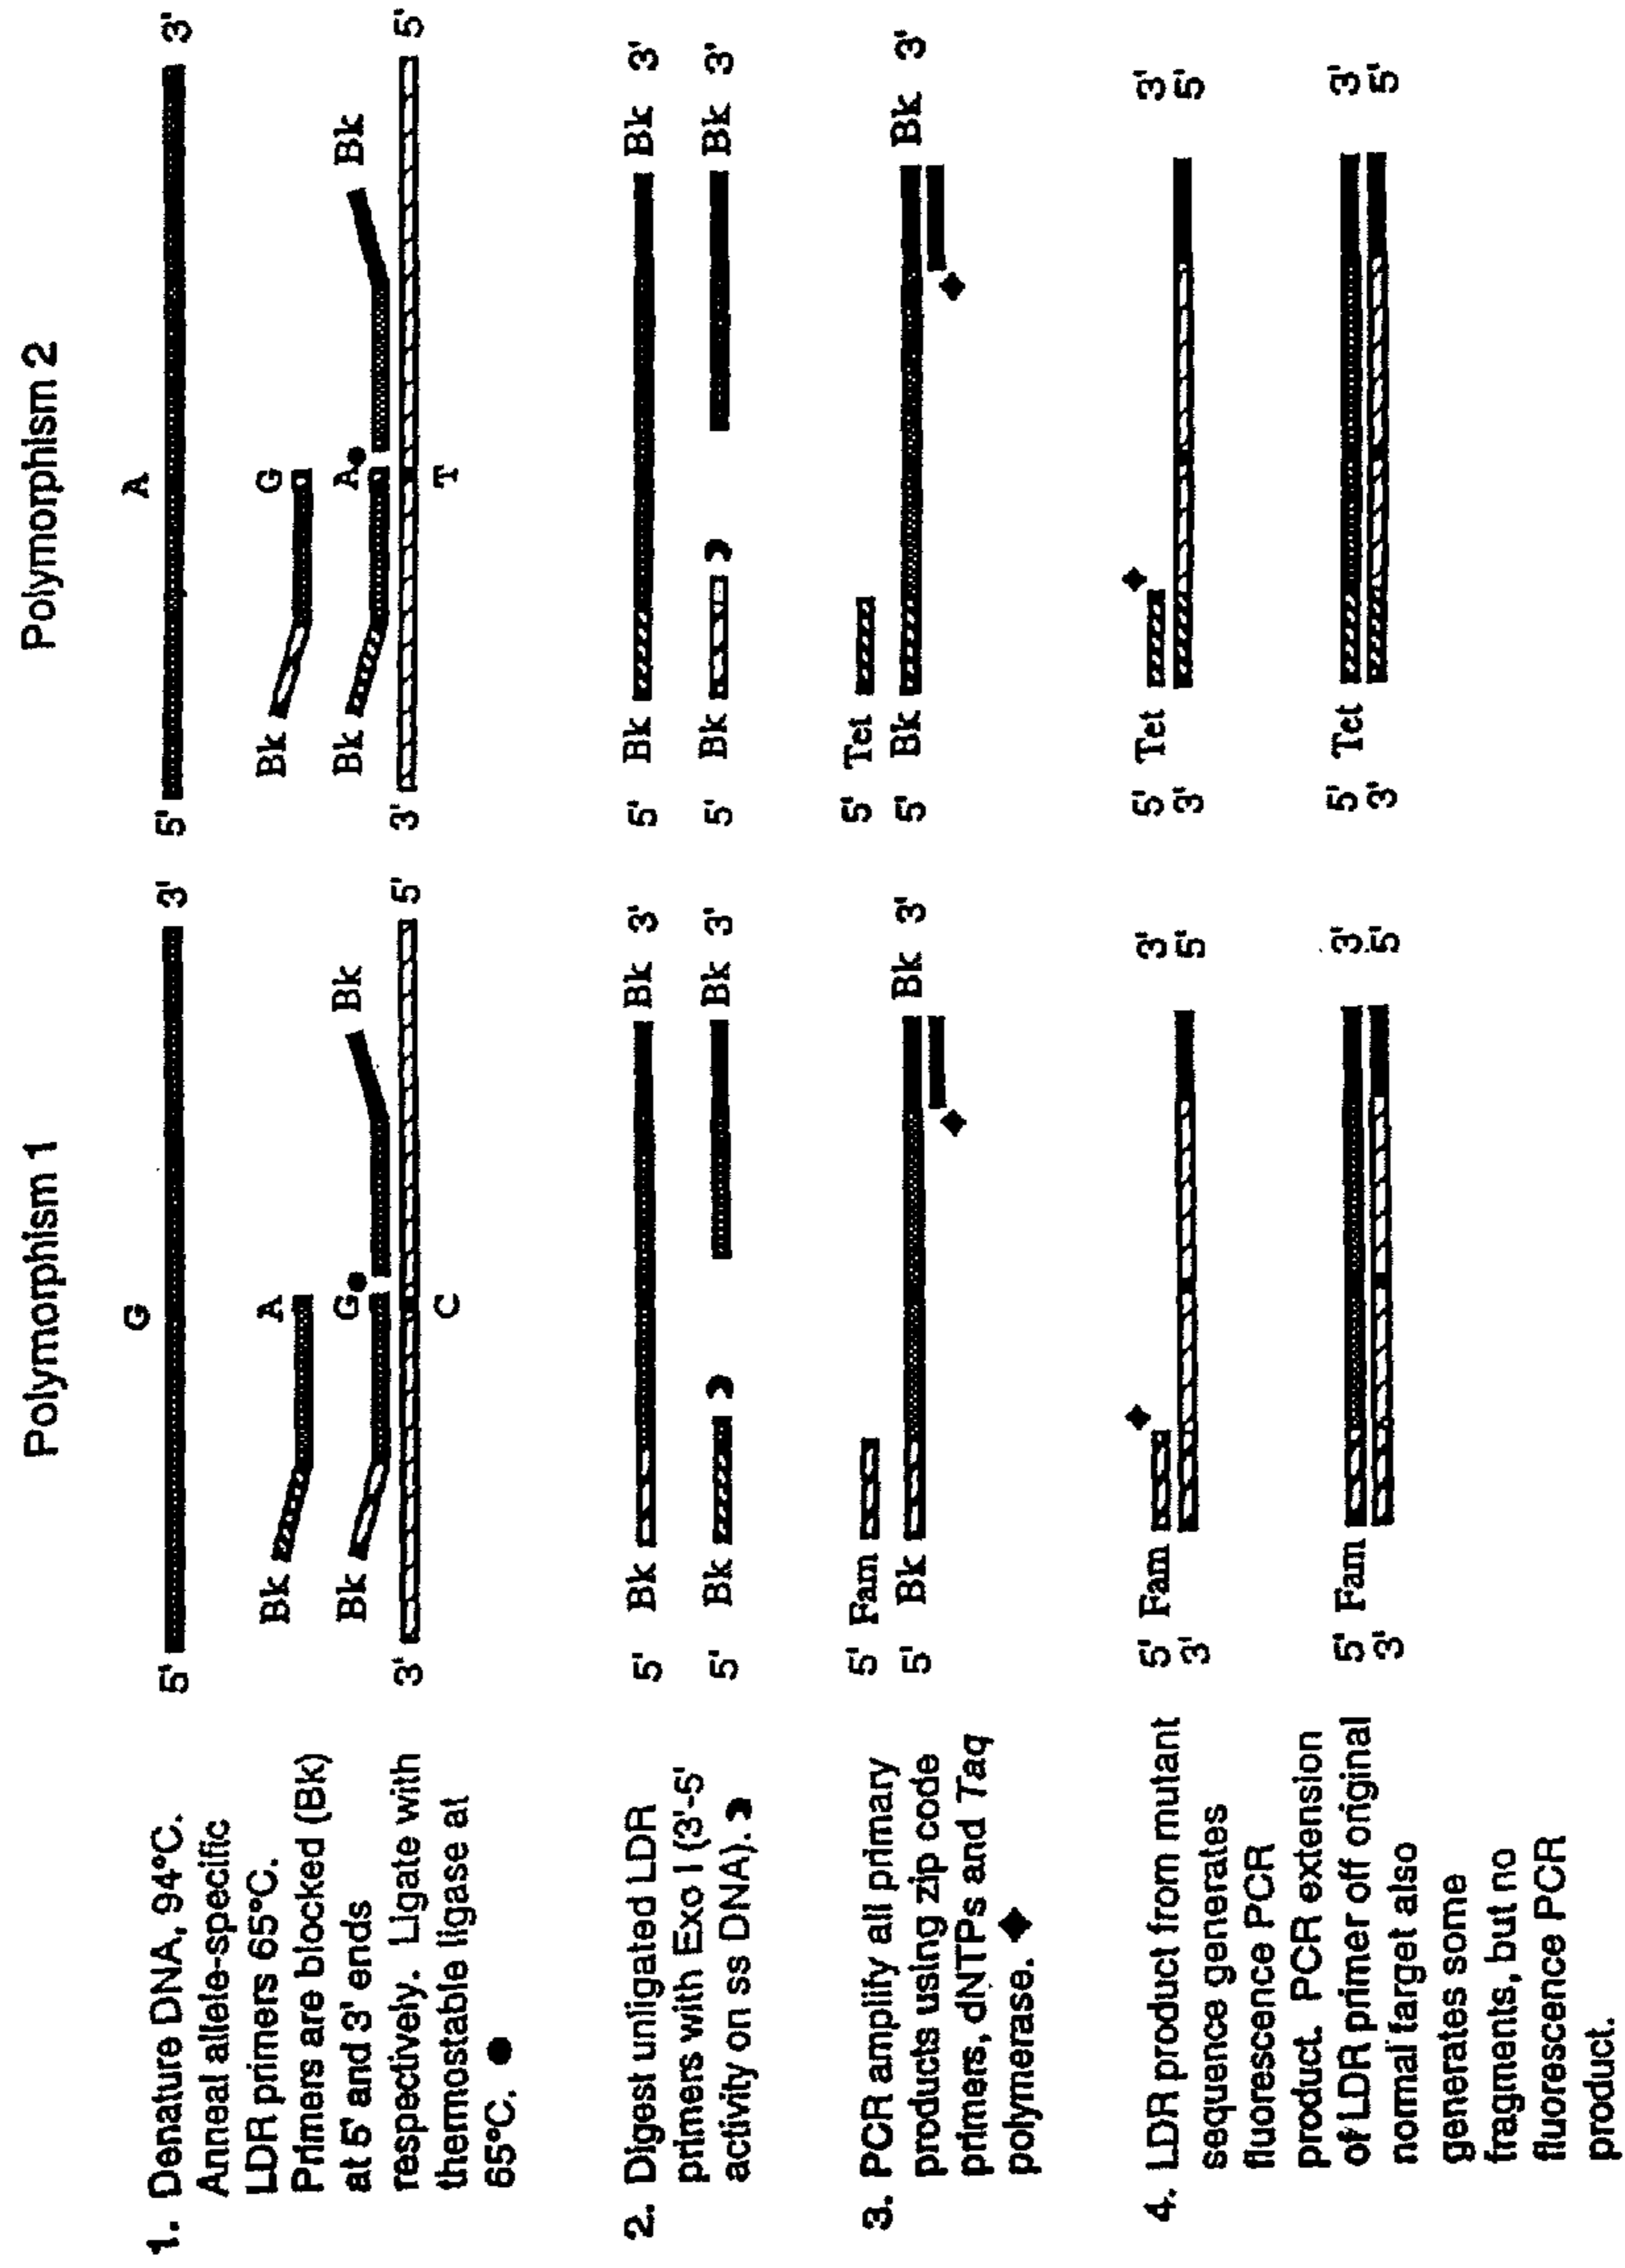 Polymorphism 1
Polymorphism 2
1. Denature DNA, 94°C.
Anneal allele-specific
LDR primers 65°C.
Primers are blocked (Bk)
at 5' and 3' ends
respectively. Ligate with
thermostable ligase at
65°C. ●
G
5' 3'
A
Bk
G
Bk Bk
3' 5'
C
A
5' 3'
G
Bk
A
Bk Bk
3' 5'
T
2. Digest unligated LDR
primers with Exo I (3'-5'
activity on ss DNA).
5' Bk Bk 3'
5' Bk Bk 3'
5' Bk Bk 3'
5' Bk Bk 3'
3. PCR amplify all primary
products using zip code
primers, dNTPs and Taq
polymerase. ◆
5' Fam
5' Bk Bk 3'
5' Tet
5' Bk Bk 3'
4. LDR product from mutant
sequence generates
fluorescence PCR
product. PCR extension
of LDR primer off original
normal target also
generates some
fragments, but no
fluorescence PCR
product.
5' Fam 3'
3' 5'
5' Tet 3'
3' 5'
5' Fam 3'
3' 5'
5' Tet 3'
3' 5'